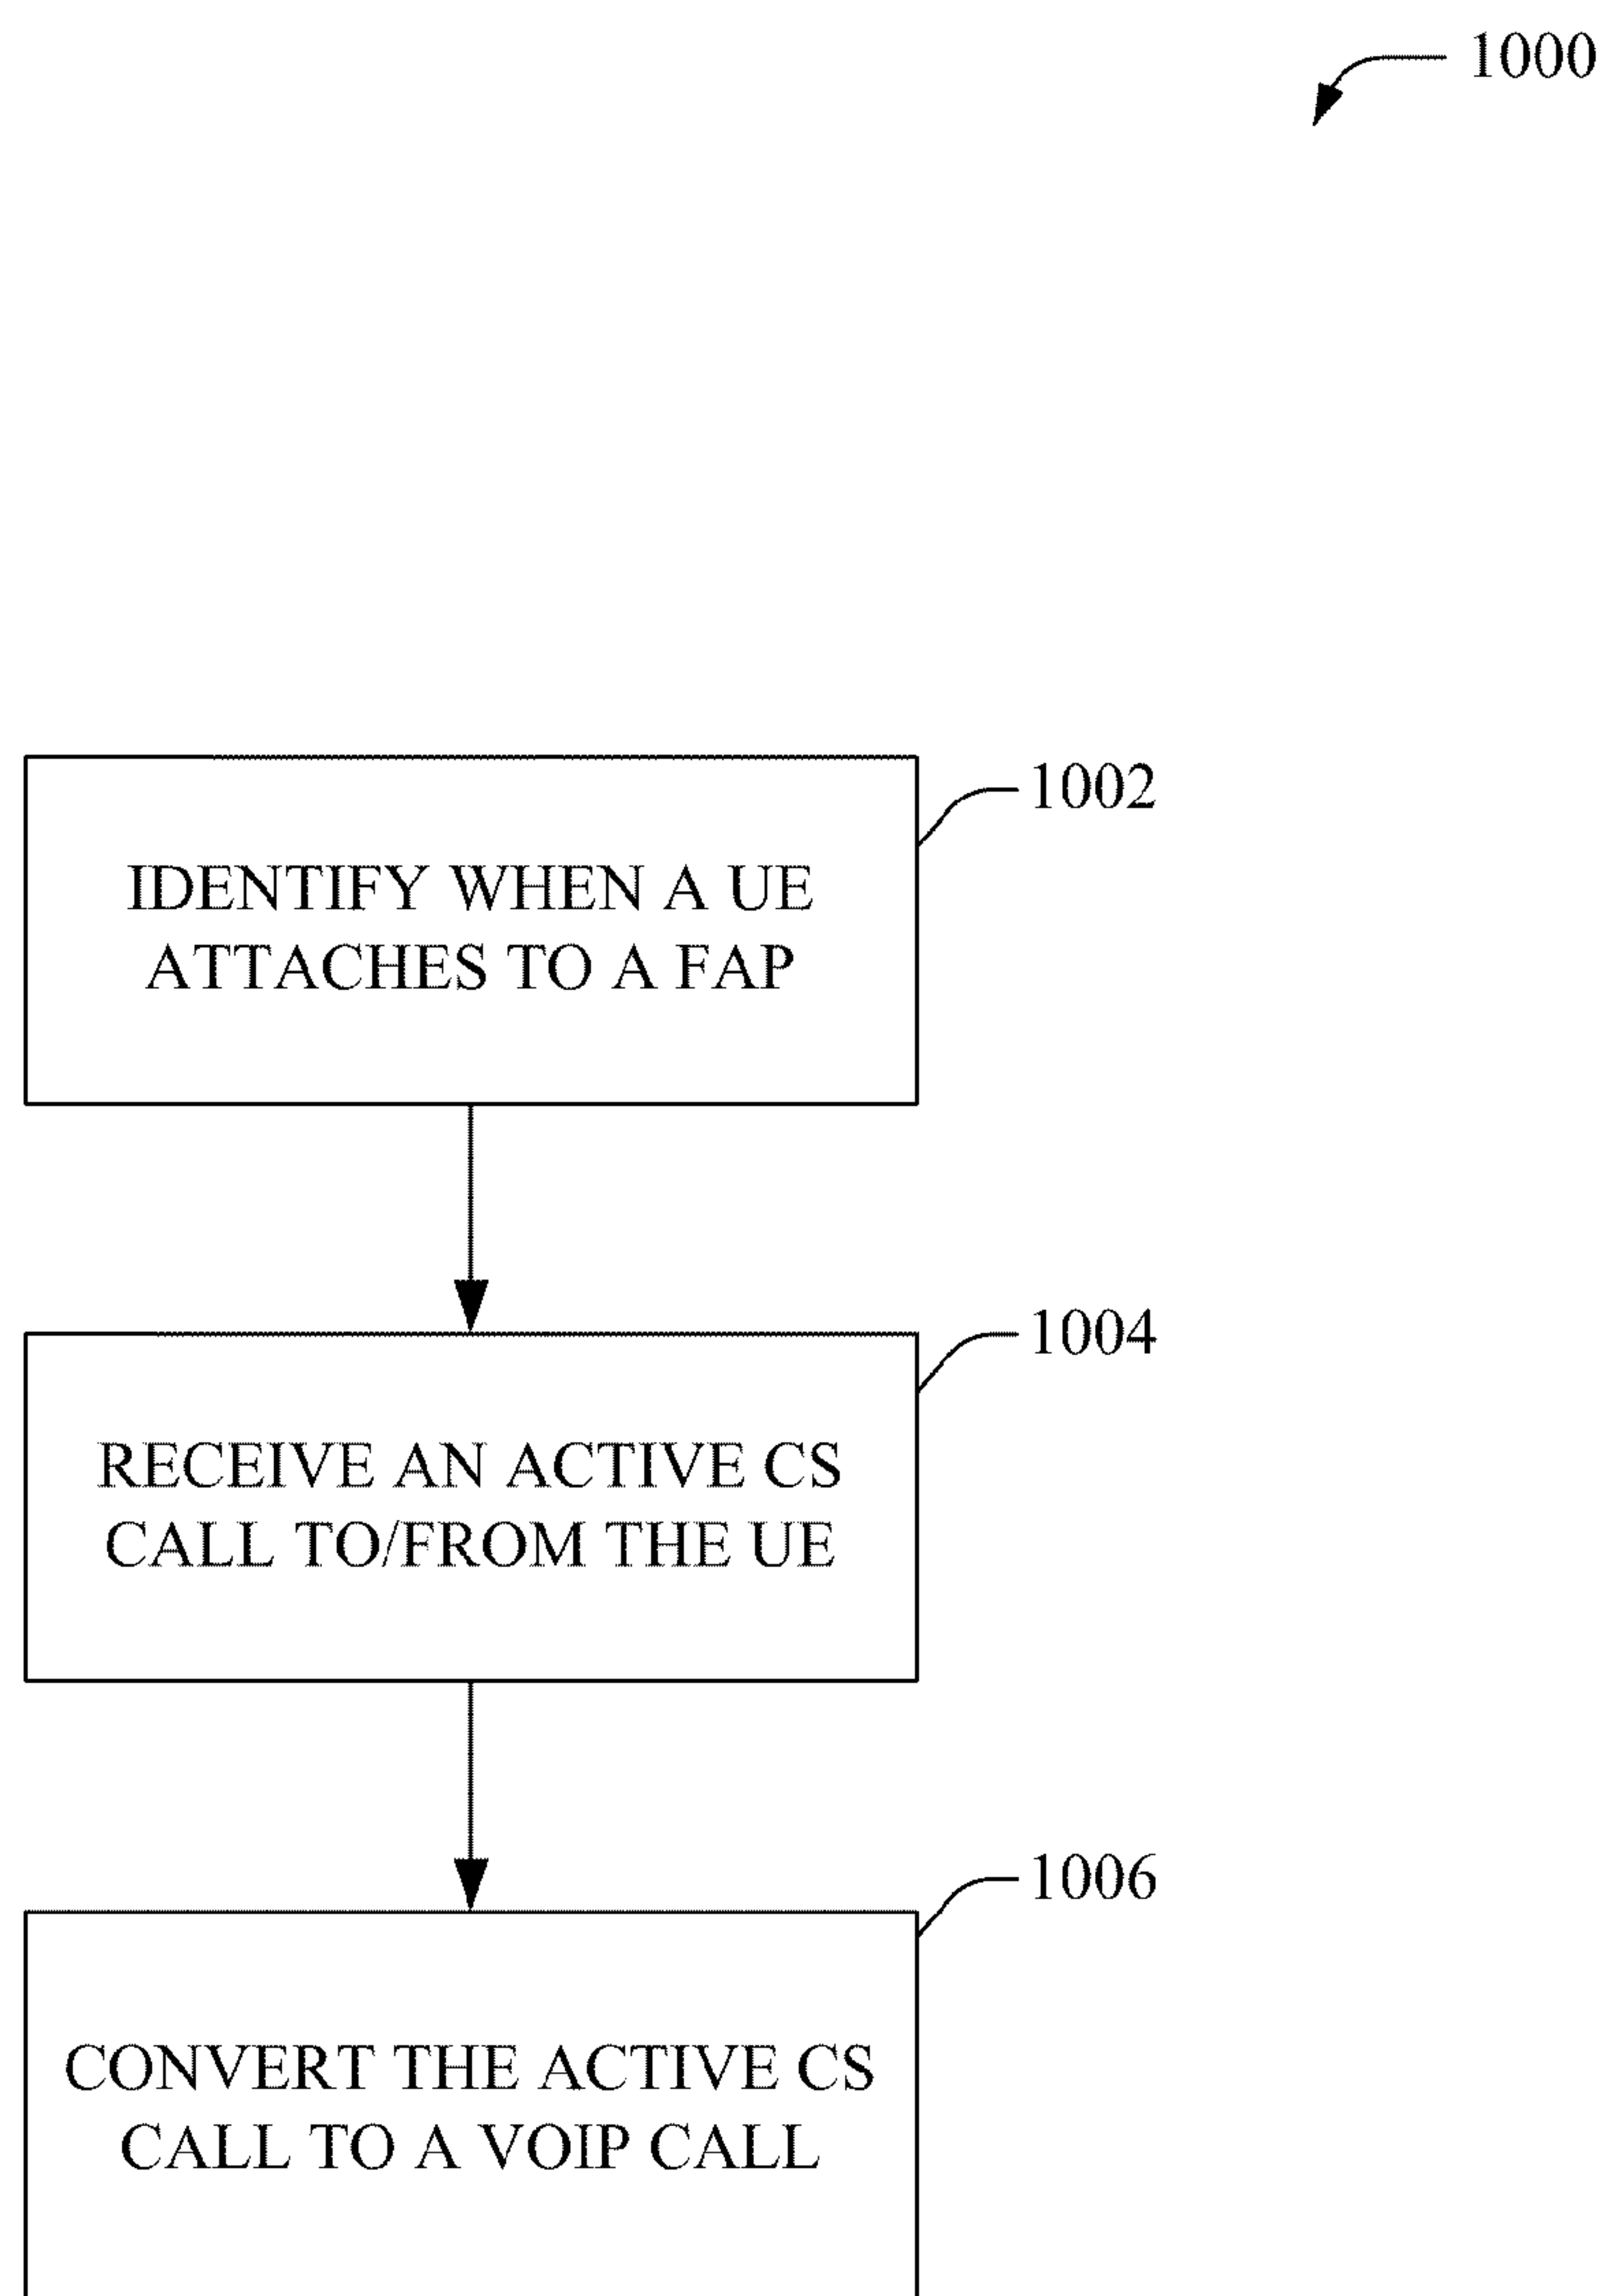 1000
1002
IDENTIFY WHEN A UE
ATTACHES TO A FAP
1004
RECEIVE AN ACTIVE CS
CALL TO/FROM THE UE
1006
CONVERT THE ACTIVE CS
CALL TO A VOIP CALL